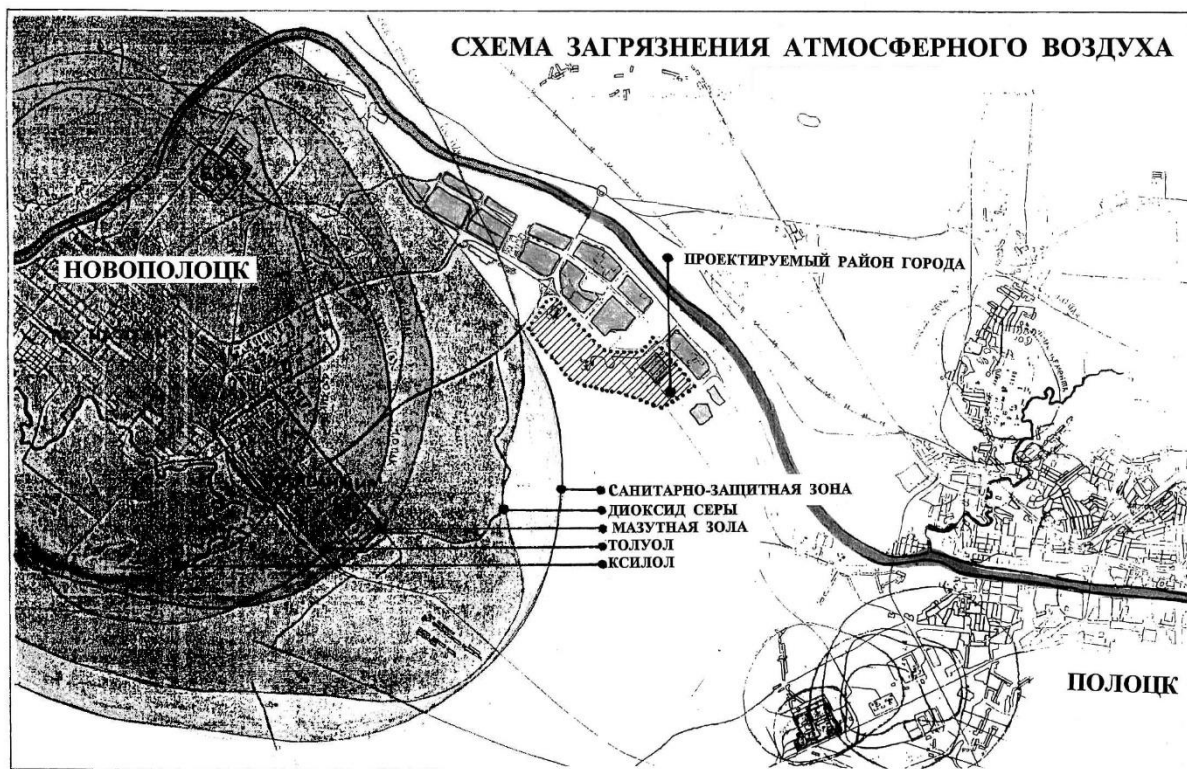 СХЕМА ЗАГРЯЗНЕНИЯ АТМОСФЕРНОГО ВОЗДУХА
НОВОПОЛОЦК
ПРОЕКТИРУЕМЫЙ РАЙОН ГОРОДА
САНИТАРНО-ЗАЩИТНАЯ ЗОНА
ДИОКСИД СЕРЫ
МАЗУТНАЯ ЗОЛА
ТОЛУОЛ
КСИЛОЛ
ПОЛОЦК